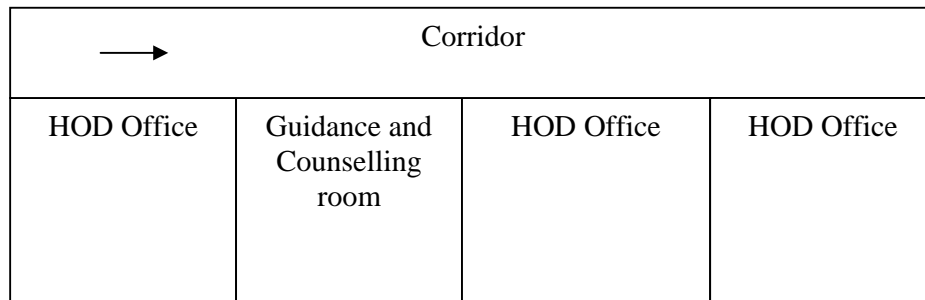 Corridor
HOD Office
Guidance and
Counselling
room
HOD Office
HOD Office